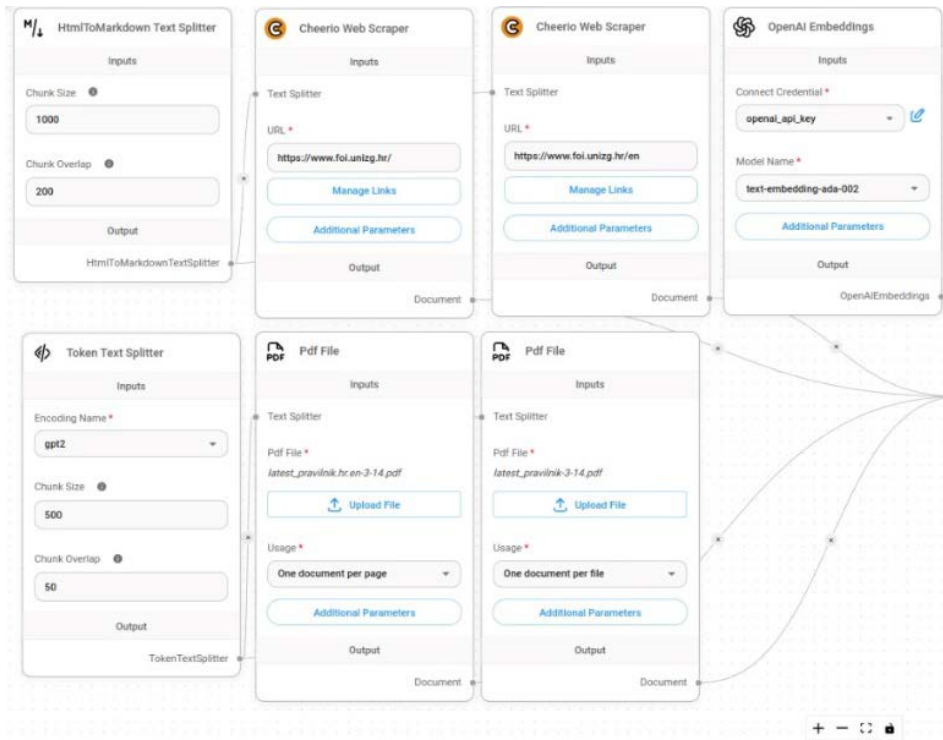 M/↓ HtmlToMarkdown Text Splitter
Inputs
Chunk Size
1000
Chunk Overlap
200
Output
HtmlToMarkdownTextSplitter
Cheerio Web Scraper
Inputs
Text Splitter
URL *
https://www.foi.unizg.hr/
Manage Links
Additional Parameters
Output
Document
Cheerio Web Scraper
Inputs
Text Splitter
URL *
https://www.foi.unizg.hr/en
Manage Links
Additional Parameters
Output
Document
OpenAI Embeddings
Inputs
Connect Credential *
openai_api_key
Model Name *
text-embedding-ada-002
Additional Parameters
Output
OpenAIEmbeddings
Token Text Splitter
Inputs
Encoding Name *
gpt2
Chunk Size
500
Chunk Overlap
50
Output
TokenTextSplitter
PDF
Pdf File
Inputs
Text Splitter
Pdf File *
latest_pravilnik.hr.en-3-14.pdf
Upload File
Usage *
One document per page
Additional Parameters
Output
Document
PDF
Pdf File
Inputs
Text Splitter
Pdf File *
latest_pravilnik-3-14.pdf
Upload File
Usage *
One document per file
Additional Parameters
Output
Document